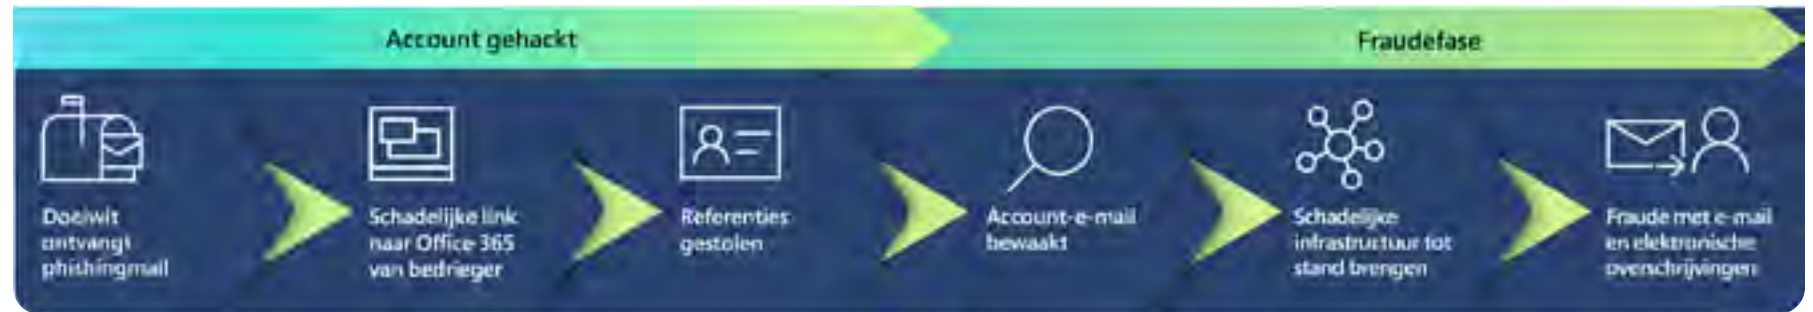 Account gehackt
Fraudefase
Doelwit
ontvangt
phishingmail
Schadelijke link
naar Office 365
van bedrieger
Referenties
gestolen
Account-e-mail
bewaakt
Schadelijke
infrastructuur tot
stand brengen
Fraude met e-mail
en elektronische
overschrijvingen